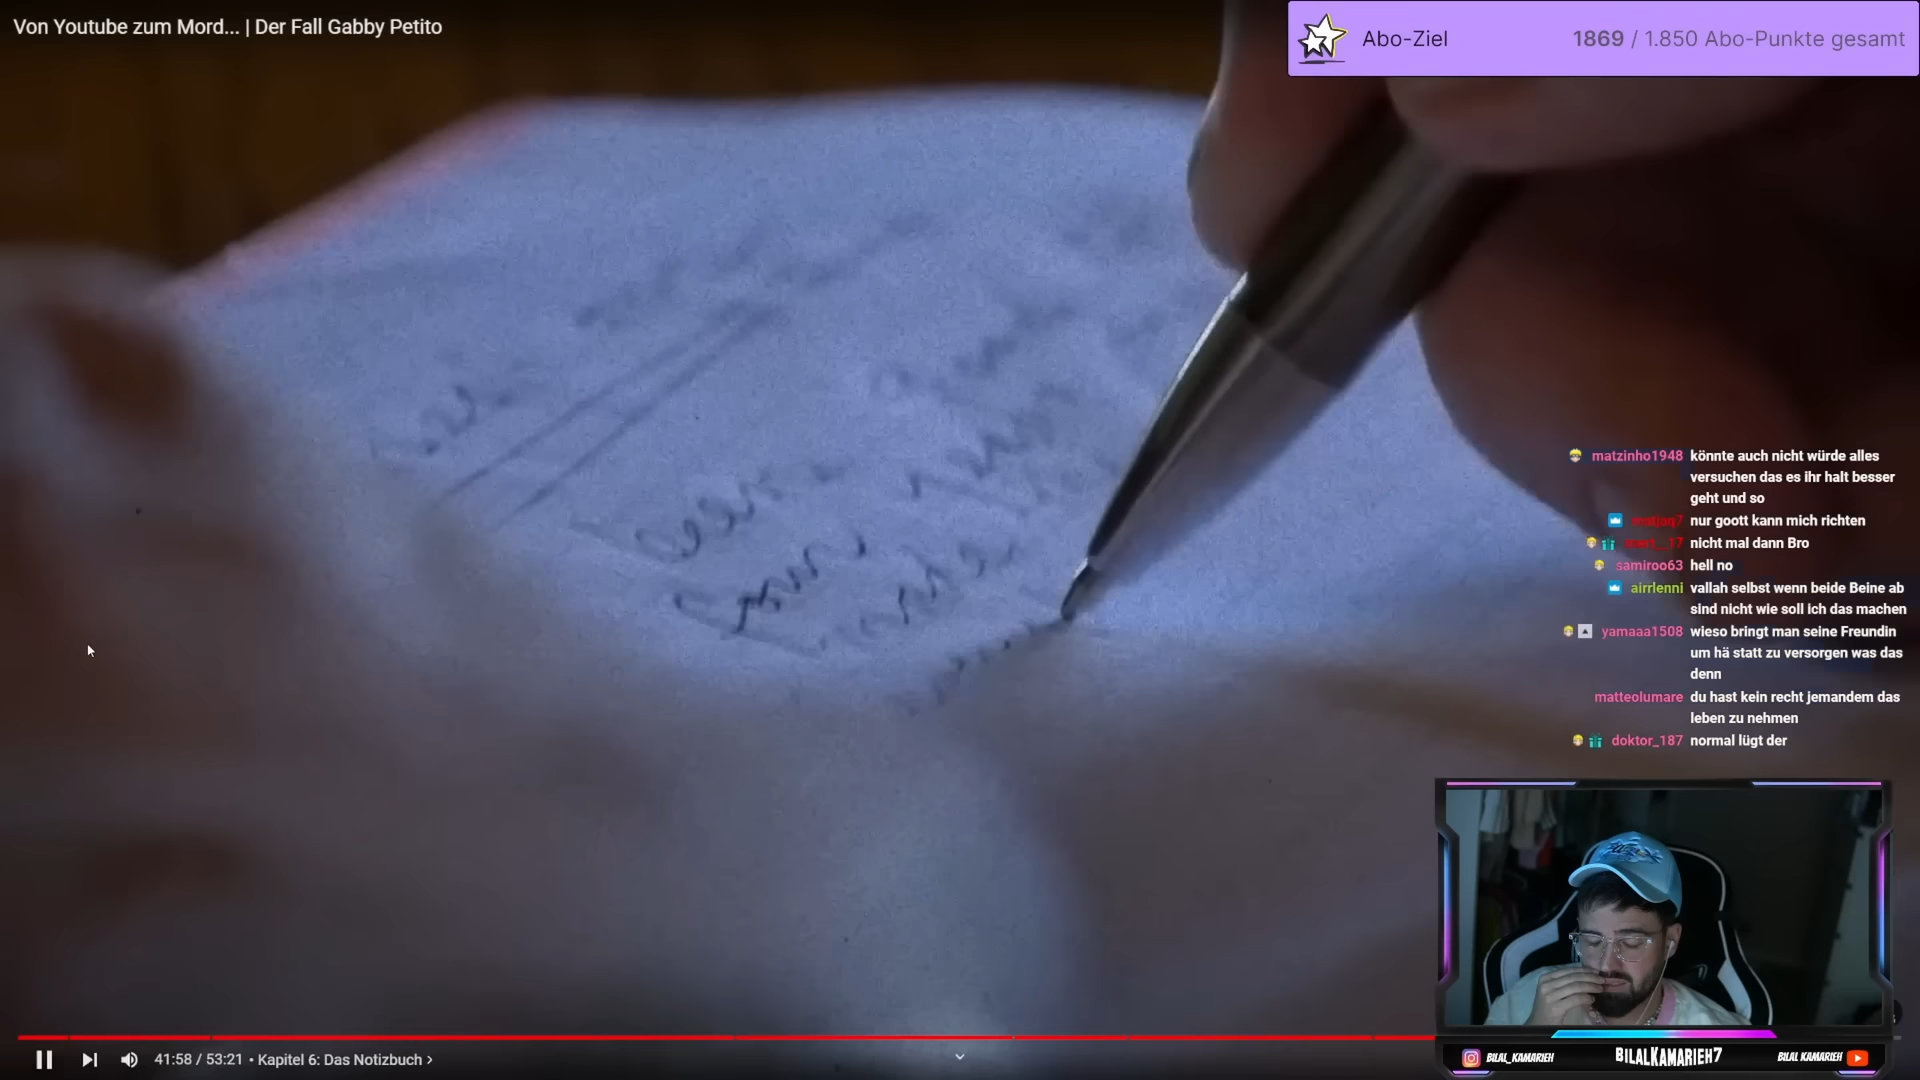 Von Youtube zum Mord... | Der Fall Gabby Petito
Abo-Ziel
1869 / 1.850 Abo-Punkte gesamt
matzinho1948 könnte auch nicht würde alles
versuchen das es ihr halt besser
geht und so
matjaq7 nur goott kann mich richten
nicht mal dann Bro
samiroo63 hell no
airrlenni vallah selbst wenn beide Beine ab
sind nicht wie soll ich das machen
yamaaa1508 wieso bringt man seine Freundin
um hä statt zu versorgen was das
denn
matteolumare du hast kein recht jemandem das
leben zu nehmen
doktor_187 normal lügt der
41:58 / 53:21 • Kapitel 6: Das Notizbuch
BILAL_KAMARIEH
BILALKAMARIEH7
BILAL KAMARIEH